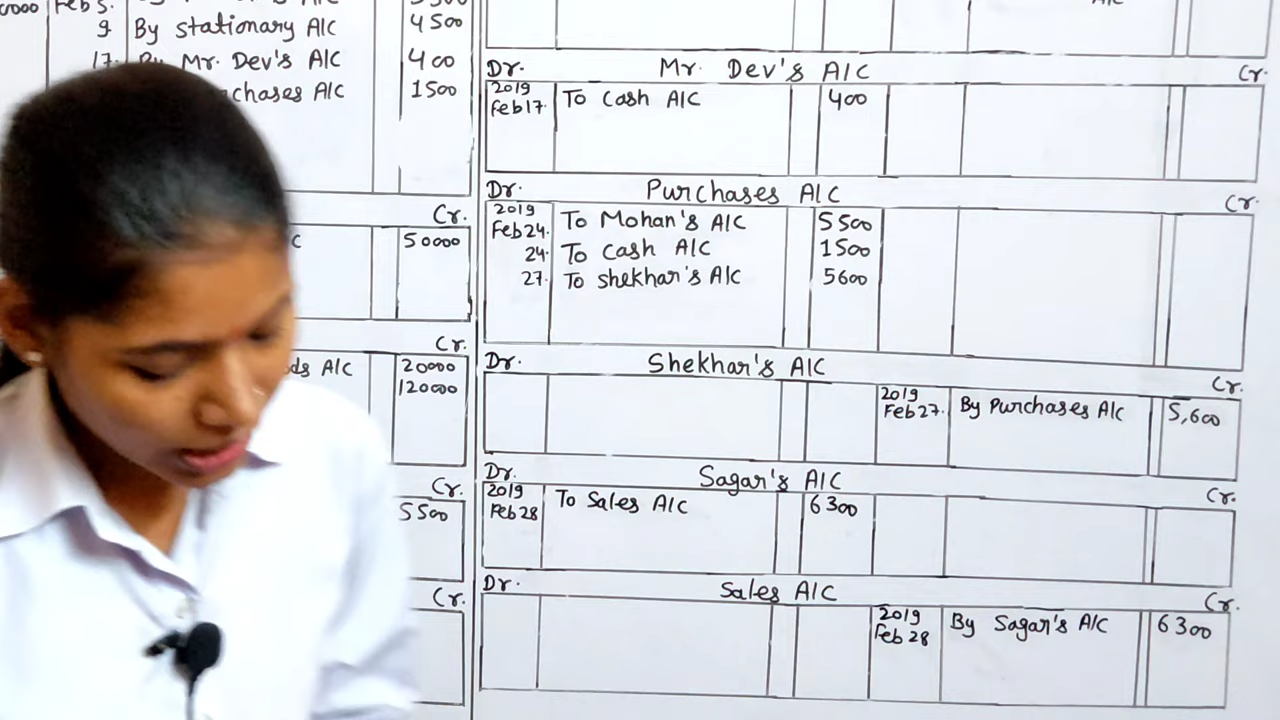 Feb 5.
9 By stationary A/C 4500
17. By Mr. Dev's A/C 400
chases A/C 1500
Cr.
C 50000
Cr.
ds A/C 20000
120000
Cr.
5500
Cr.
A/C
Dr. Mr. Dev's A/C Cr.
2019
Feb 17. To Cash A/C 400
Dr. Purchases A/C Cr.
2019
Feb 24. To Mohan's A/C 5500
24. To Cash A/C 1500
27. To Shekhar's A/C 5600
Dr. Shekhar's A/C Cr.
2019
Feb 27. By Purchases A/C 5,600
Dr. Sagar's A/C Cr.
2019
Feb 28 To Sales A/C 6300
Dr. Sales A/C Cr.
2019
Feb 28 By Sagar's A/C 6300